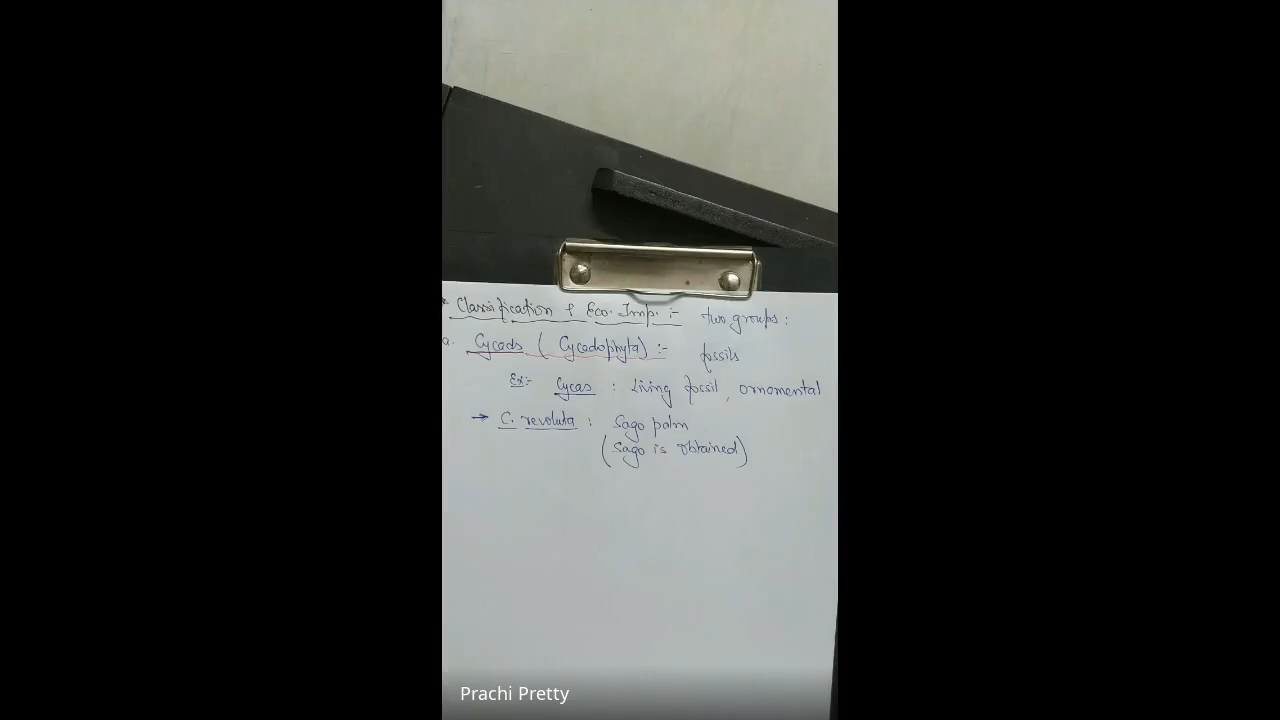 * Classification & Eco. Imp. :- two groups :
a. Cycads ( Cycadophyta) :- fossils
Ex:- Cycas : Living fossil, ornamental
→ C. revoluta : Sago palm
(Sago is obtained)
Prachi Pretty